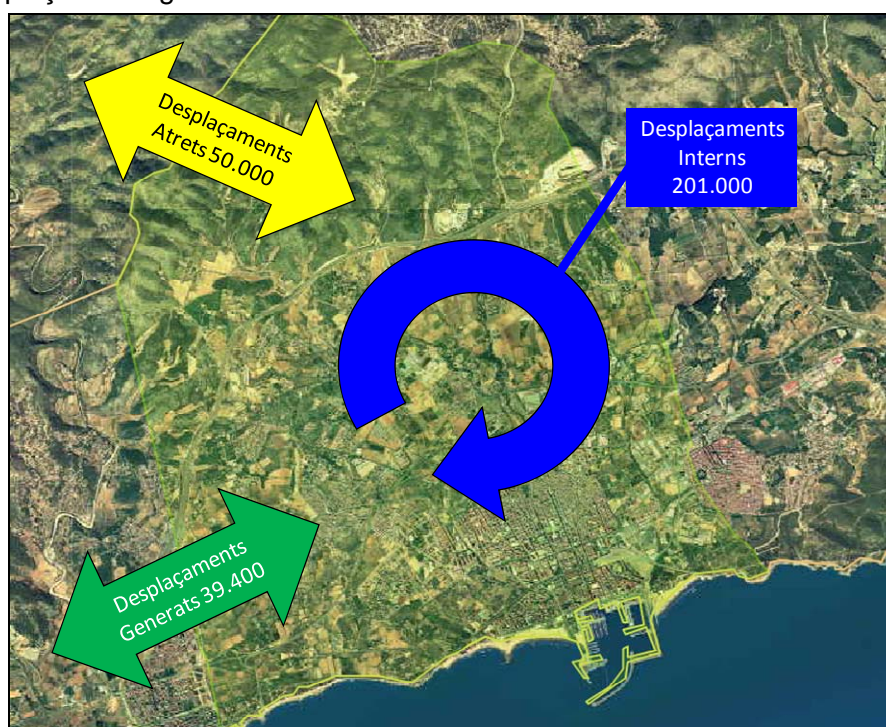 Desplaçaments
Atrets 50.000
Desplaçaments
Interns
201.000
Desplaçaments
Generats 39.400